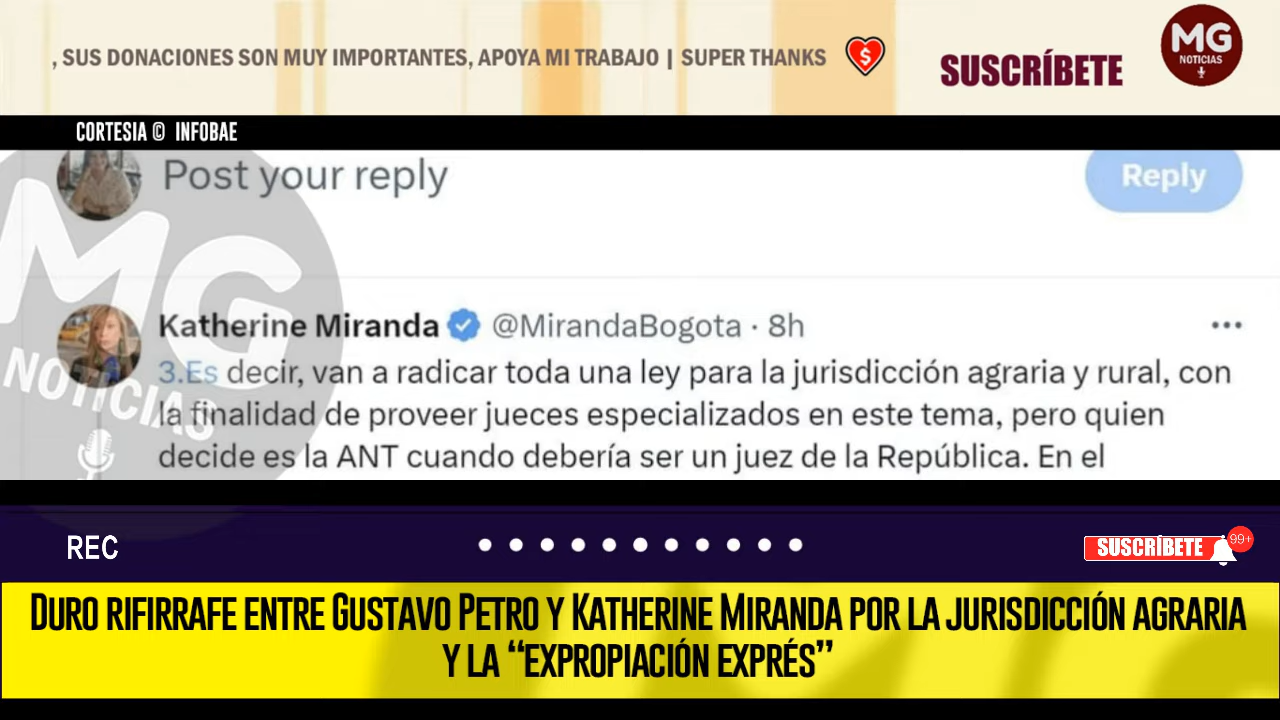 , SUS DONACIONES SON MUY IMPORTANTES, APOYA MI TRABAJO | SUPER THANKS
$
SUSCRÍBETE
MG
NOTICIAS
CORTESIA © INFOBAE
Post your reply
Reply
MG
NOTICIAS
Katherine Miranda @MirandaBogota · 8h
3.Es decir, van a radicar toda una ley para la jurisdicción agraria y rural, con
la finalidad de proveer jueces especializados en este tema, pero quien
decide es la ANT cuando debería ser un juez de la República. En el
REC
SUSCRÍBETE
99+
DURO RIFIRRAFE ENTRE GUSTAVO PETRO Y KATHERINE MIRANDA POR LA JURISDICCIÓN AGRARIA
Y LA “EXPROPIACIÓN EXPRÉS”